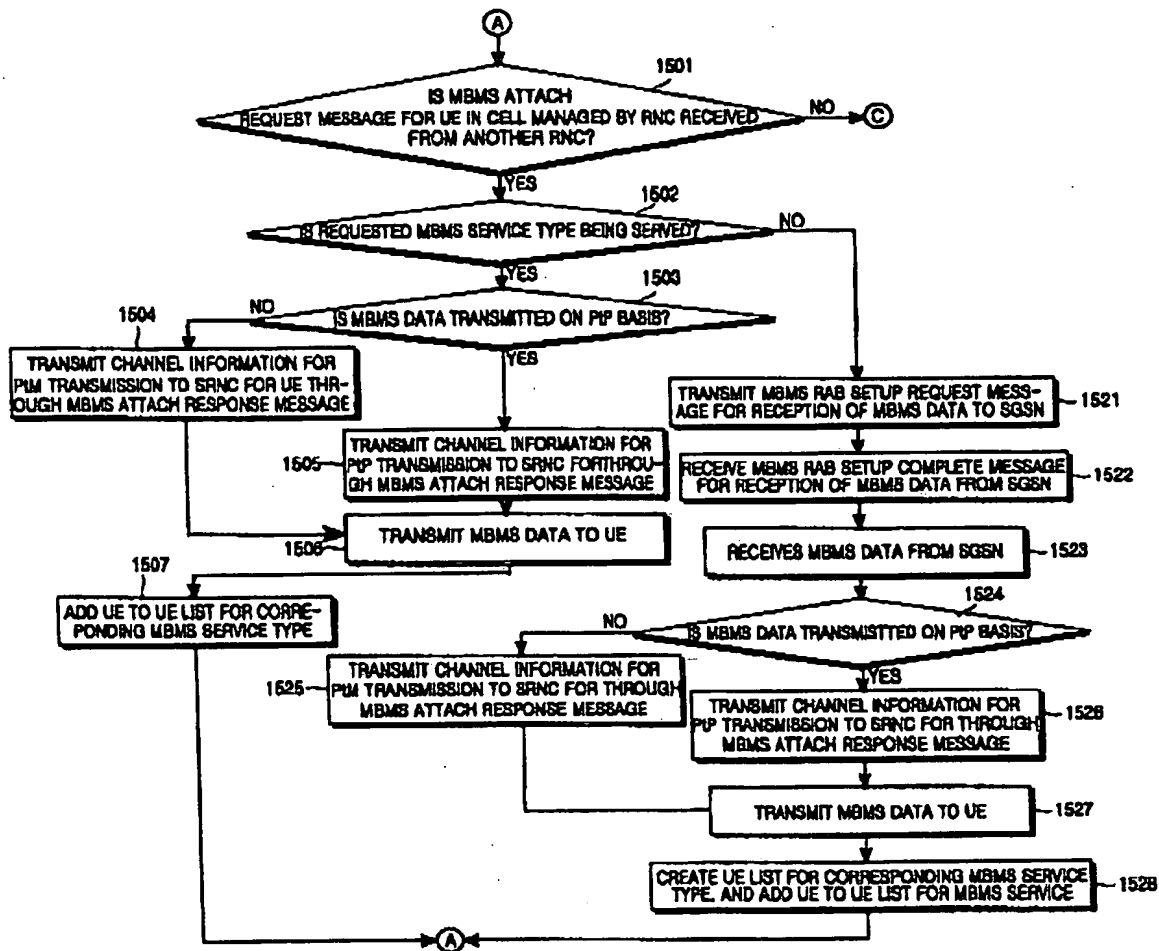 A
1501
IS MBMS ATTACH
REQUEST MESSAGE FOR UE IN CELL MANAGED BY RNC RECEIVED
FROM ANOTHER RNC?
NO
C
YES
1502
IS REQUESTED MBMS SERVICE TYPE BEING SERVED?
NO
YES
1503
IS MBMS DATA TRANSMITTED ON PtP BASIS?
NO
YES
1504
TRANSMIT CHANNEL INFORMATION FOR
PtM TRANSMISSION TO SRNC FOR UE THR-
OUGH MBMS ATTACH RESPONSE MESSAGE
1505
TRANSMIT CHANNEL INFORMATION FOR
PtP TRANSMISSION TO SRNC FORTHROU-
GH MBMS ATTACH RESPONSE MESSAGE
1506
TRANSMIT MBMS DATA TO UE
1507
ADD UE TO UE LIST FOR CORRE-
PONDING MBMS SERVICE TYPE
TRANSMIT MBMS RAB SETUP REQUEST MESS-
AGE FOR RECEPTION OF MBMS DATA TO SGSN
1521
RECEIVE MBMS RAB SETUP COMPLETE MESSAGE
FOR RECEPTION OF MBMS DATA FROM SGSN
1522
RECEIVES MBMS DATA FROM SGSN
1523
1524
IS MBMS DATA TRANSMISTTED ON PtP BASIS?
NO
YES
1525
TRANSMIT CHANNEL INFORMATION FOR
PtM TRANSMISSION TO SRNC FOR THROUGH
MBMS ATTACH RESPONSE MESSAGE
TRANSMIT CHANNEL INFORMATION FOR
PtP TRANSMISSION TO SRNC FOR THROUGH
MBMS ATTACH RESPONSE MESSAGE
1526
TRANSMIT MBMS DATA TO UE
1527
CREATE UE LIST FOR CORRESPONDING MBMS SERVICE
TYPE, AND ADD UE TO UE LIST FOR MBMS SERVICE
1528
A